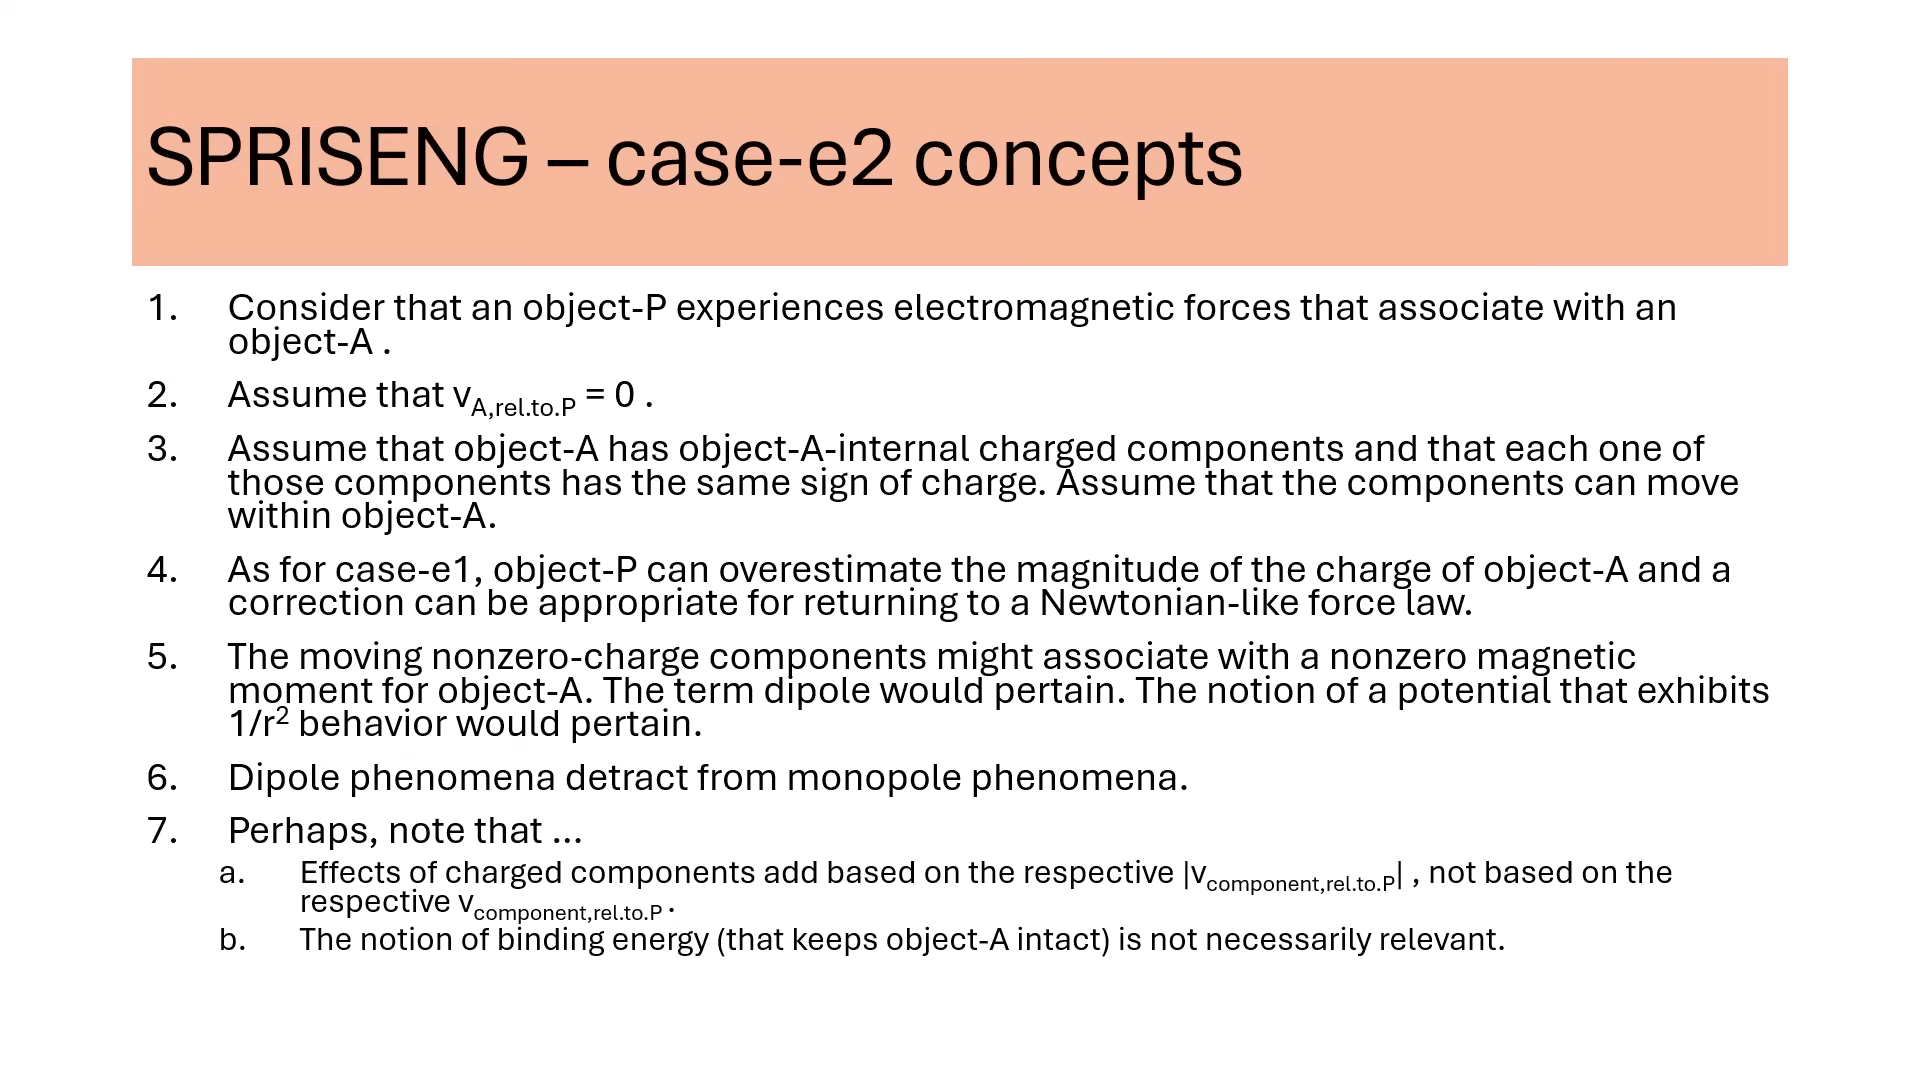 SPRISENG – case-e2 concepts
1. Consider that an object-P experiences electromagnetic forces that associate with an
object-A .
2. Assume that v_A,rel.to.P = 0 .
3. Assume that object-A has object-A-internal charged components and that each one of
those components has the same sign of charge. Assume that the components can move
within object-A.
4. As for case-e1, object-P can overestimate the magnitude of the charge of object-A and a
correction can be appropriate for returning to a Newtonian-like force law.
5. The moving nonzero-charge components might associate with a nonzero magnetic
moment for object-A. The term dipole would pertain. The notion of a potential that exhibits
1/r² behavior would pertain.
6. Dipole phenomena detract from monopole phenomena.
7. Perhaps, note that ...
a. Effects of charged components add based on the respective |v_component,rel.to.P| , not based on the
respective v_component,rel.to.P .
b. The notion of binding energy (that keeps object-A intact) is not necessarily relevant.